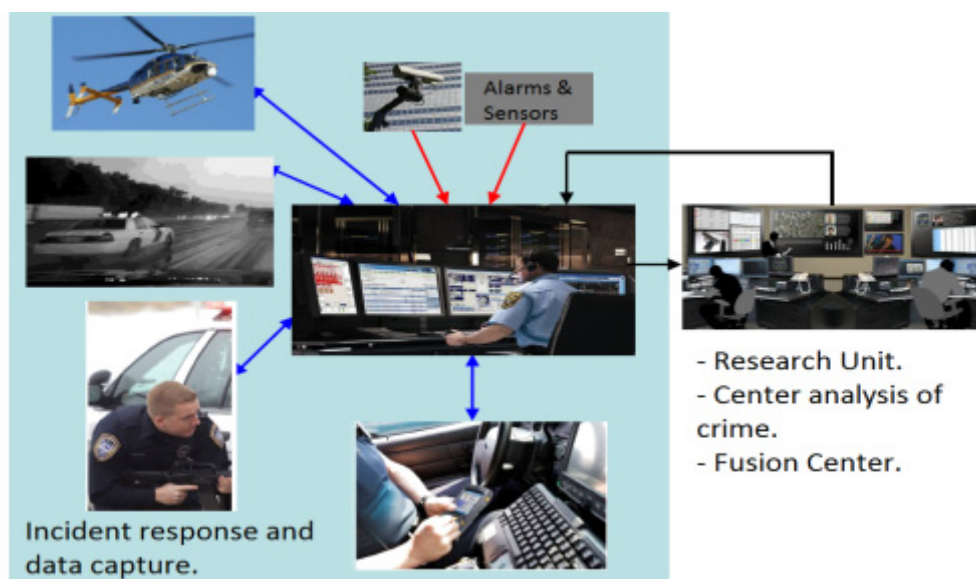 Alarms &
Sensors
- Research Unit.
- Center analysis of
crime.
- Fusion Center.
Incident response and
data capture.